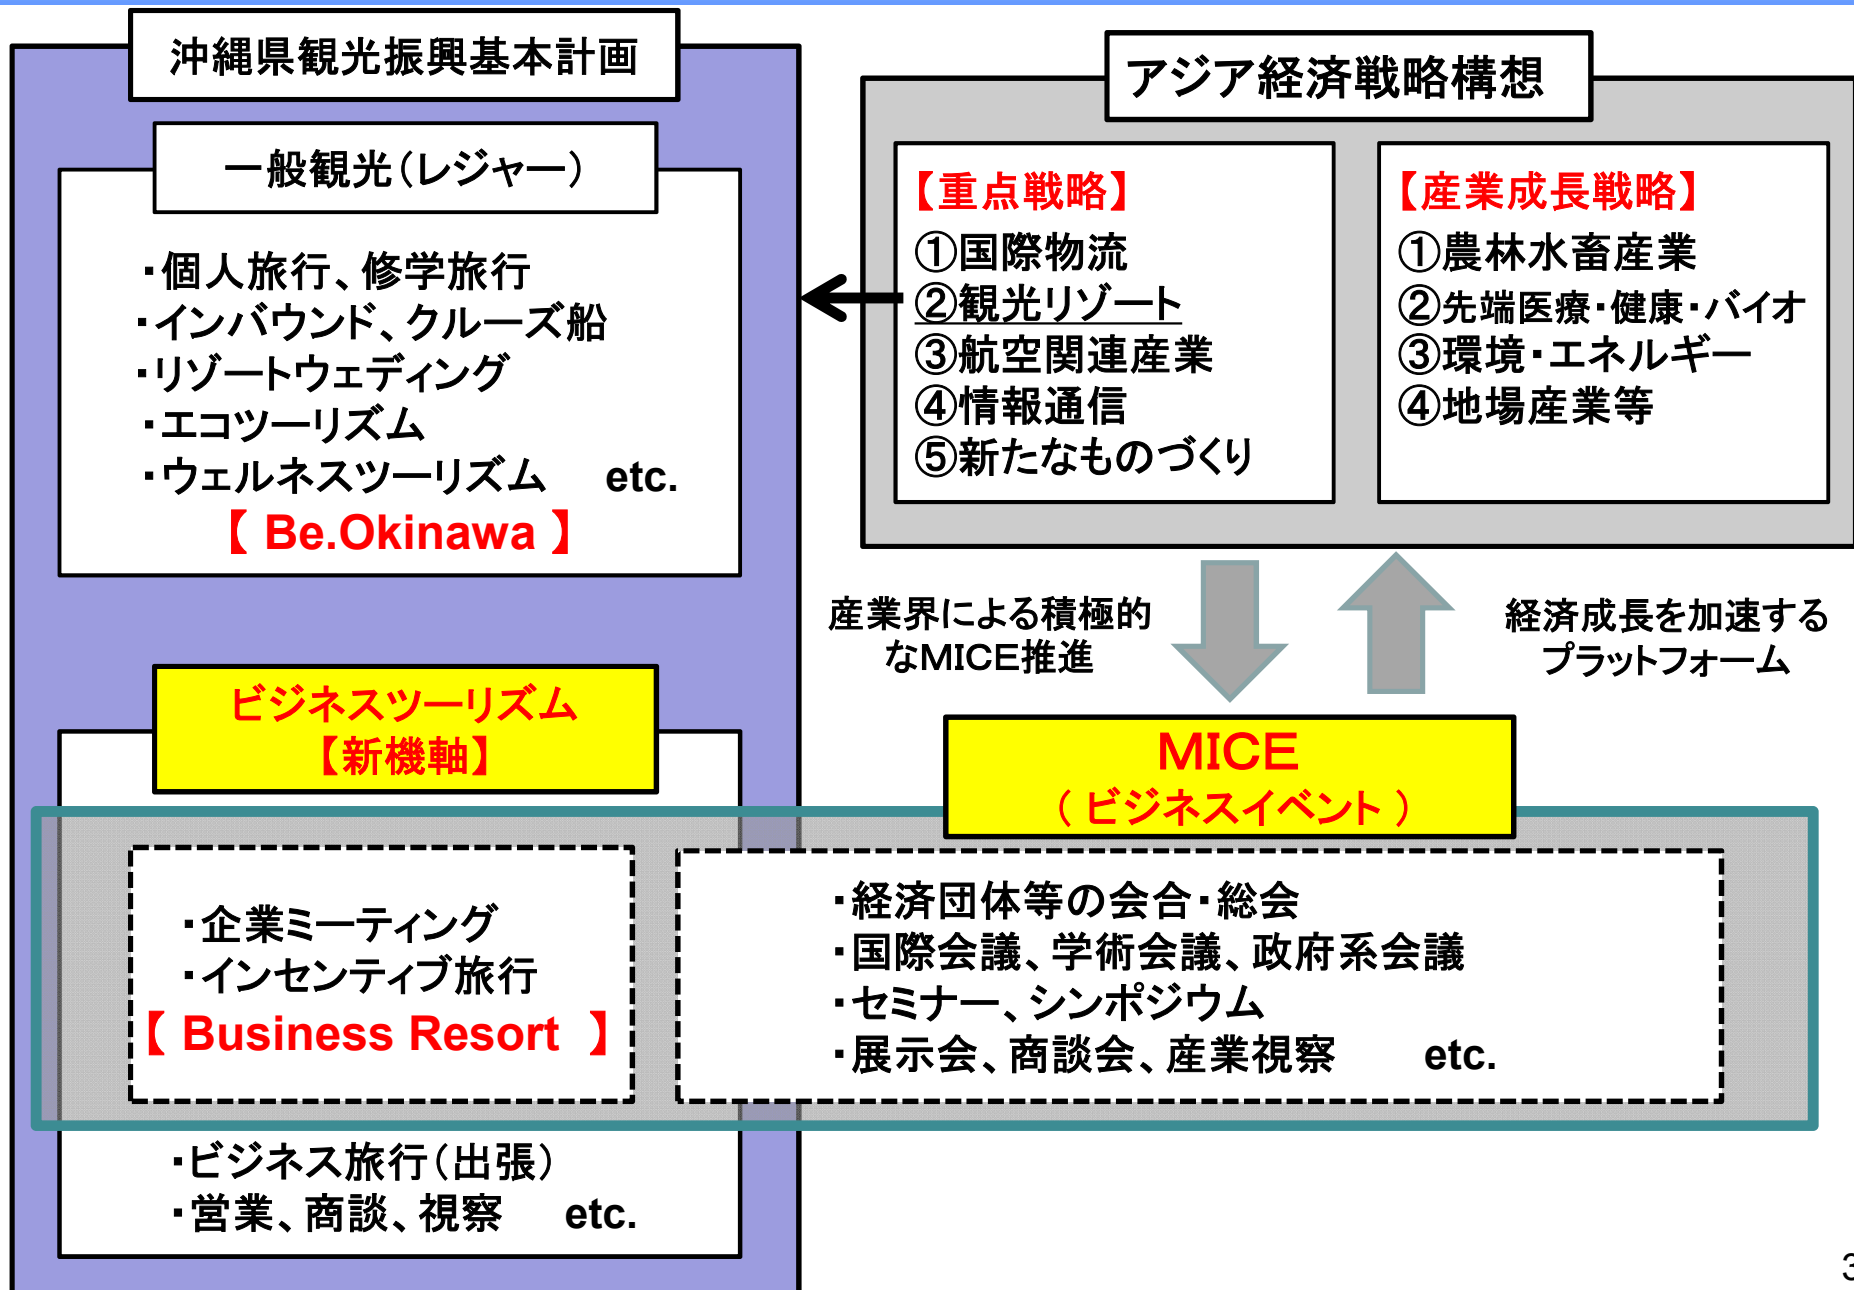 沖縄県観光振興基本計画
一般観光（レジャー）
・個人旅行、修学旅行
・インバウンド、クルーズ船
・リゾートウェディング
・エコツーリズム
・ウェルネスツーリズム　etc.
【 Be.Okinawa 】
アジア経済戦略構想
【重点戦略】
①国際物流
②観光リゾート
③航空関連産業
④情報通信
⑤新たなものづくり
【産業成長戦略】
①農林水畜産業
②先端医療・健康・バイオ
③環境・エネルギー
④地場産業等
産業界による積極的
なMICE推進
経済成長を加速する
プラットフォーム
ビジネスツーリズム
【新機軸】
・企業ミーティング
・インセンティブ旅行
【 Business Resort 】
・ビジネス旅行（出張）
・営業、商談、視察　etc.
MICE
（ ビジネスイベント ）
・経済団体等の会合・総会
・国際会議、学術会議、政府系会議
・セミナー、シンポジウム
・展示会、商談会、産業視察　etc.
3